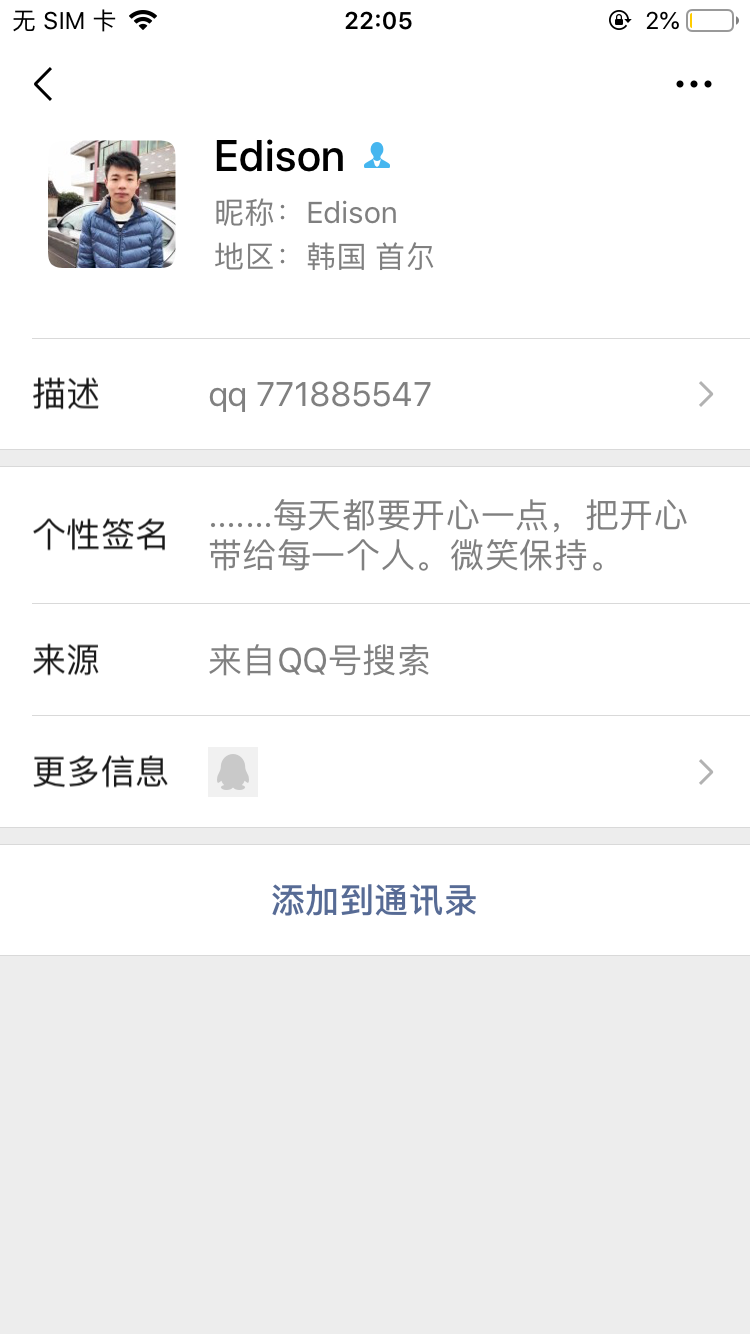 无 SIM 卡 22:05 2%
Edison
昵称：Edison
地区：韩国 首尔
描述 qq 771885547
个性签名 .......每天都要开心一点，把开心
带给每一个人。微笑保持。
来源 来自QQ号搜索
更多信息
添加到通讯录